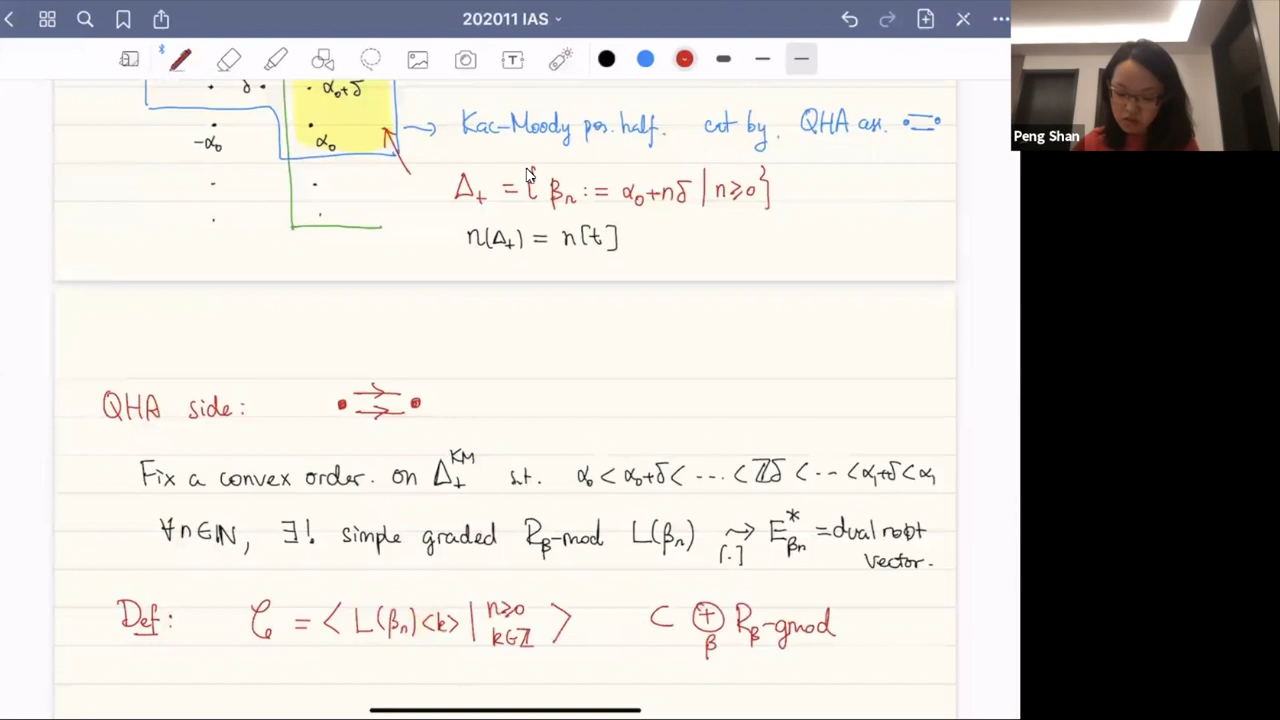 202011 IAS
δ · · α₀+δ
-α₀ α₀ → Kac-Moody pos. half. cat by. QHA ass.
Δ₊ = { βₙ := α₀+nδ | n≥0 }
n(Δ₊) = n[t]
Peng Shan
QHA side:
Fix a convex order. on Δ₊^KM s.t. α₀ < α₀+δ < ··· < ℤδ < ·· < α₁+δ < α₁
∀n∈ℕ, ∃! simple graded R_β-mod L(βₙ) ⇝ [·] E*_βₙ = dual root
vector.
Def: 𝒞 = < L(βₙ)<k> | n≥0 k∈ℤ > ⊂ ⊕_β R_β-gmod